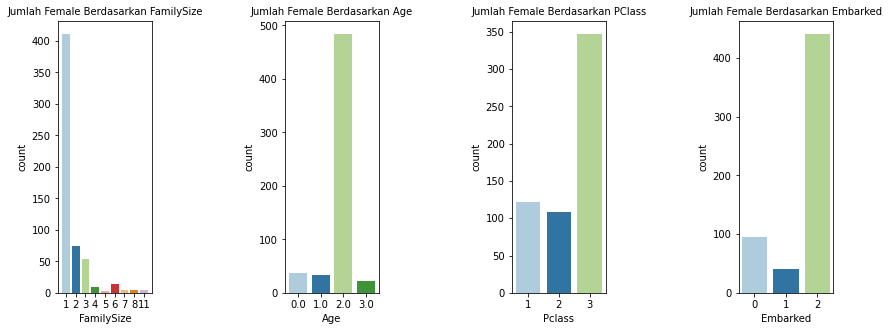 Jumlah Female Berdasarkan FamilySize
count
400
350
300
250
200
150
100
50
0
1 2 3 4 5 6 7 8 11
FamilySize
Jumlah Female Berdasarkan Age
count
500
400
300
200
100
0
0.0 1.0 2.0 3.0
Age
Jumlah Female Berdasarkan PClass
count
350
300
250
200
150
100
50
0
1 2 3
Pclass
Jumlah Female Berdasarkan Embarked
count
400
300
200
100
0
0 1 2
Embarked